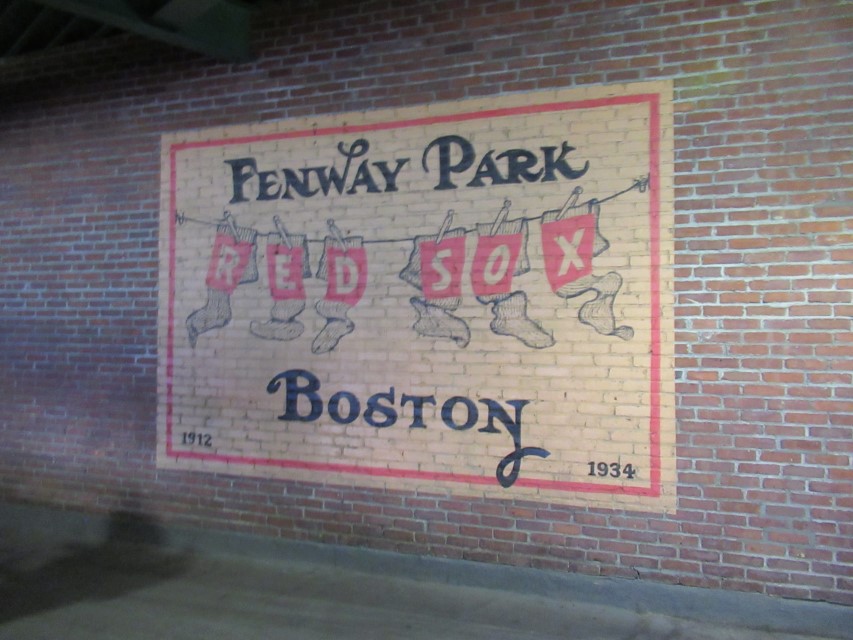 FENWAY PARK
RED SOX
BOSTON
1912 1934